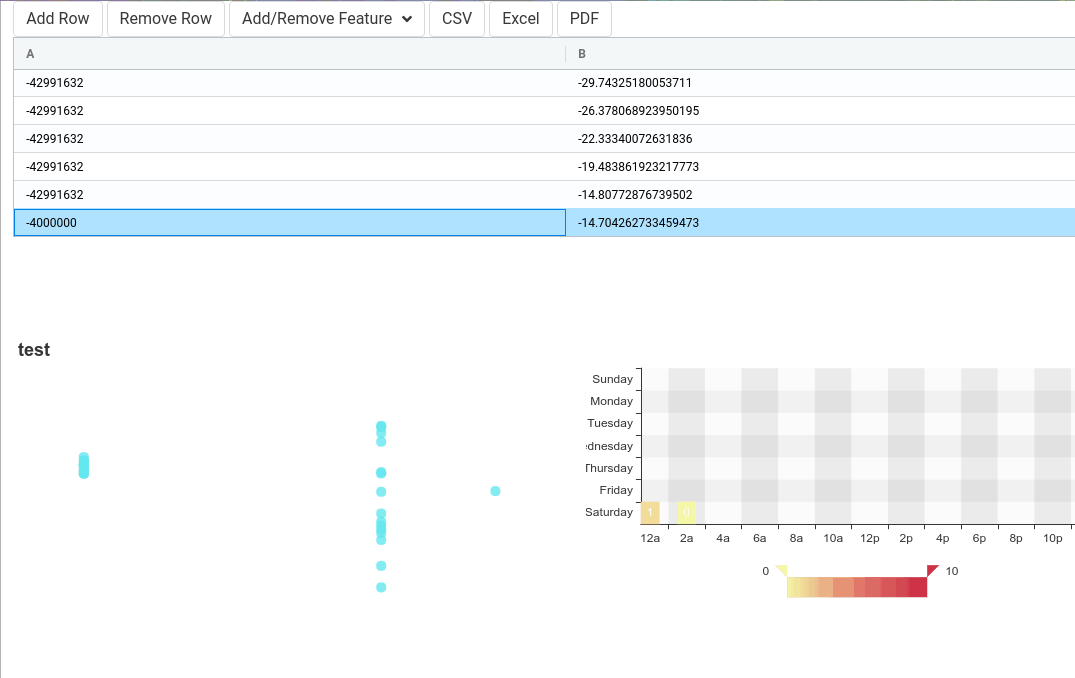 Add Row Remove Row Add/Remove Feature CSV Excel PDF
A B
-42991632 -29.74325180053711
-42991632 -26.378068923950195
-42991632 -22.33340072631836
-42991632 -19.483861923217773
-42991632 -14.80772876739502
-4000000 -14.704262733459473
test
Sunday
Monday
Tuesday
ednesday
Thursday
Friday
Saturday 1 0
12a 2a 4a 6a 8a 10a 12p 2p 4p 6p 8p 10p
0 10